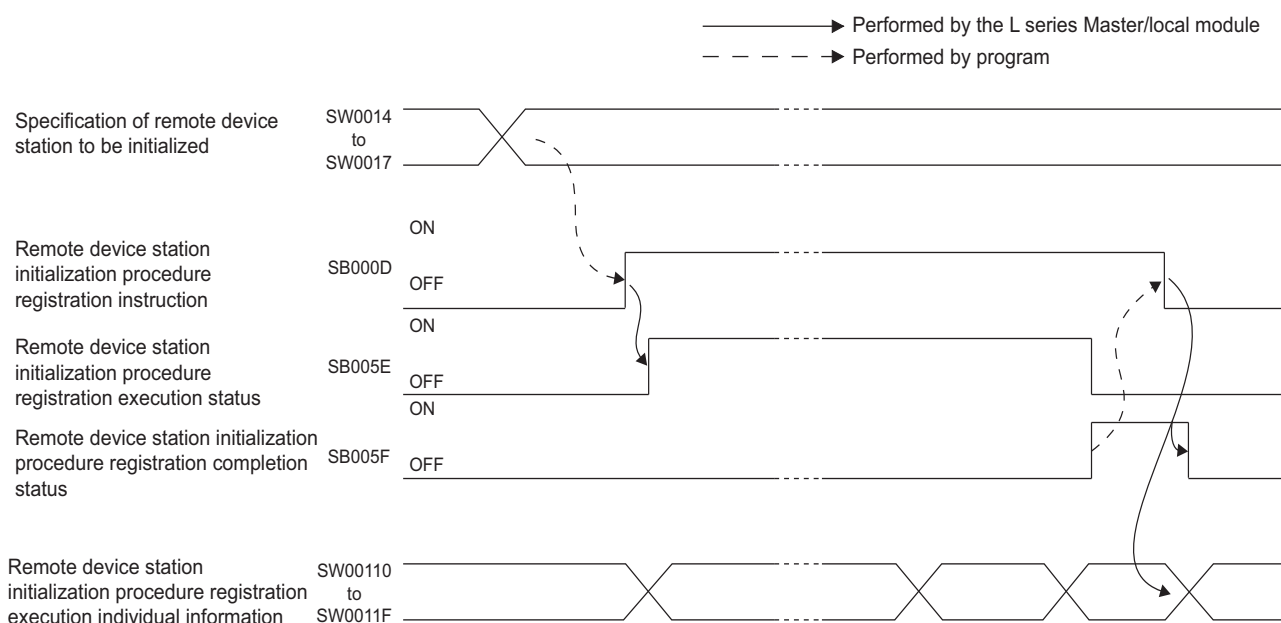 Performed by the L series Master/local module
Performed by program
Specification of remote device
station to be initialized
SW0014
to
SW0017
Remote device station
initialization procedure
registration instruction
SB000D
ON
OFF
Remote device station
initialization procedure
registration execution status
SB005E
ON
OFF
Remote device station initialization
procedure registration completion
status
SB005F
ON
OFF
Remote device station
initialization procedure registration
execution individual information
SW00110
to
SW0011F